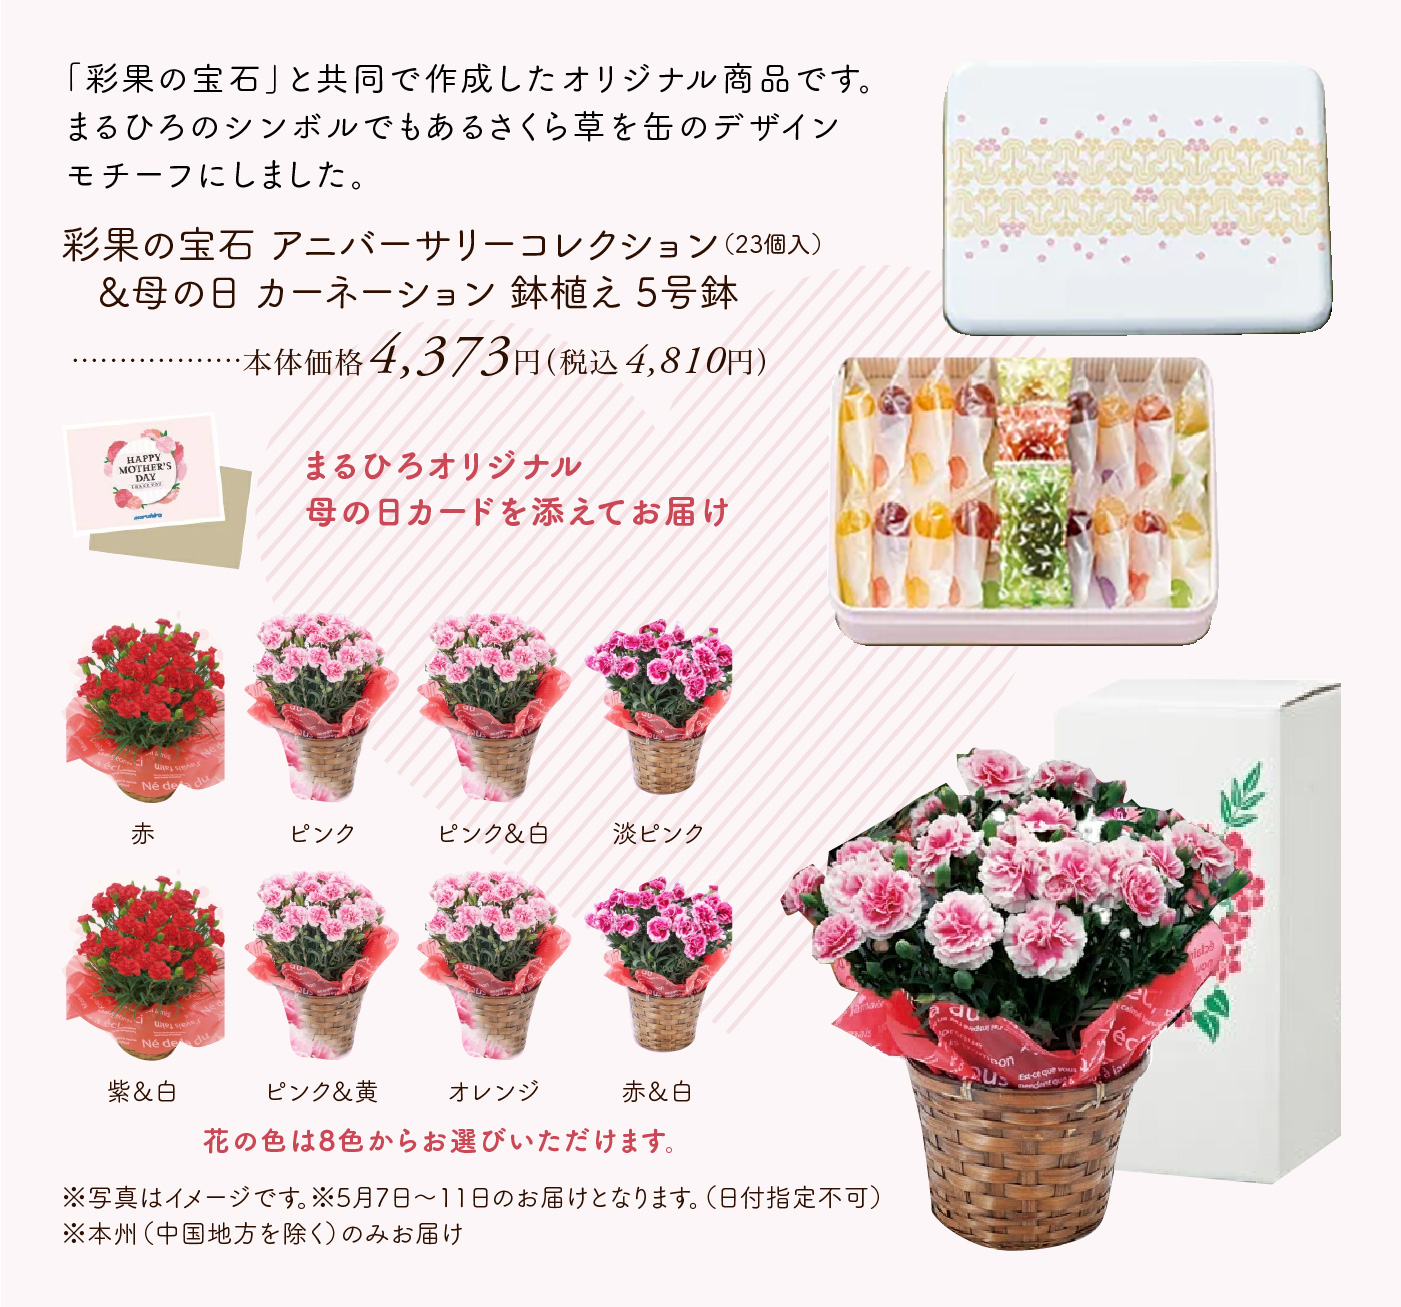 「彩果の宝石」と共同で作成したオリジナル商品です。
まるひろのシンボルでもあるさくら草を缶のデザイン
モチーフにしました。
彩果の宝石 アニバーサリーコレクション（23個入）
&母の日 カーネーション 鉢植え 5号鉢
………………本体価格4,373円(税込4,810円)
HAPPY
MOTHER'S
DAY
THANK YOU
maruhiro
まるひろオリジナル
母の日カードを添えてお届け
赤
ピンク
ピンク&白
淡ピンク
紫&白
ピンク&黄
オレンジ
赤&白
花の色は8色からお選びいただけます。
※写真はイメージです。※5月7日〜11日のお届けとなります。（日付指定不可）
※本州（中国地方を除く）のみお届け